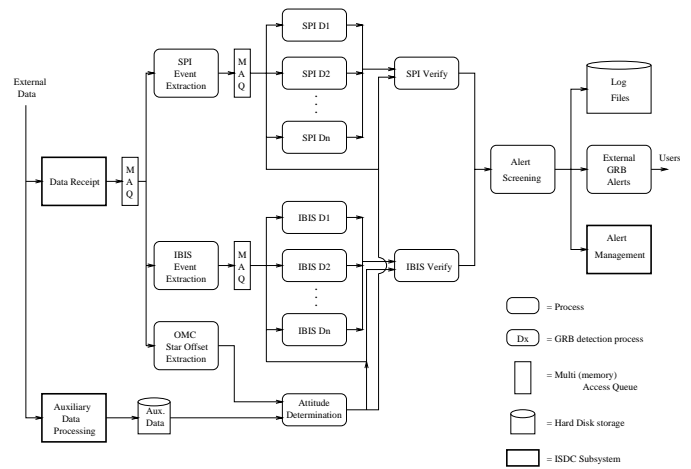 External
Data
Data Receipt
M
A
Q
SPI
Event
Extraction
M
A
Q
SPI D1
SPI D2
SPI Dn
SPI Verify
IBIS
Event
Extraction
M
A
Q
IBIS D1
IBIS D2
IBIS Dn
IBIS Verify
OMC
Star Offset
Extraction
Auxiliary
Data
Processing
Aux.
Data
Attitude
Determination
Alert
Screening
Log
Files
External
GRB
Alerts
Users
Alert
Management
= Process
Dx
= GRB detection process
= Multi (memory)
Access Queue
= Hard Disk storage
= ISDC Subsystem